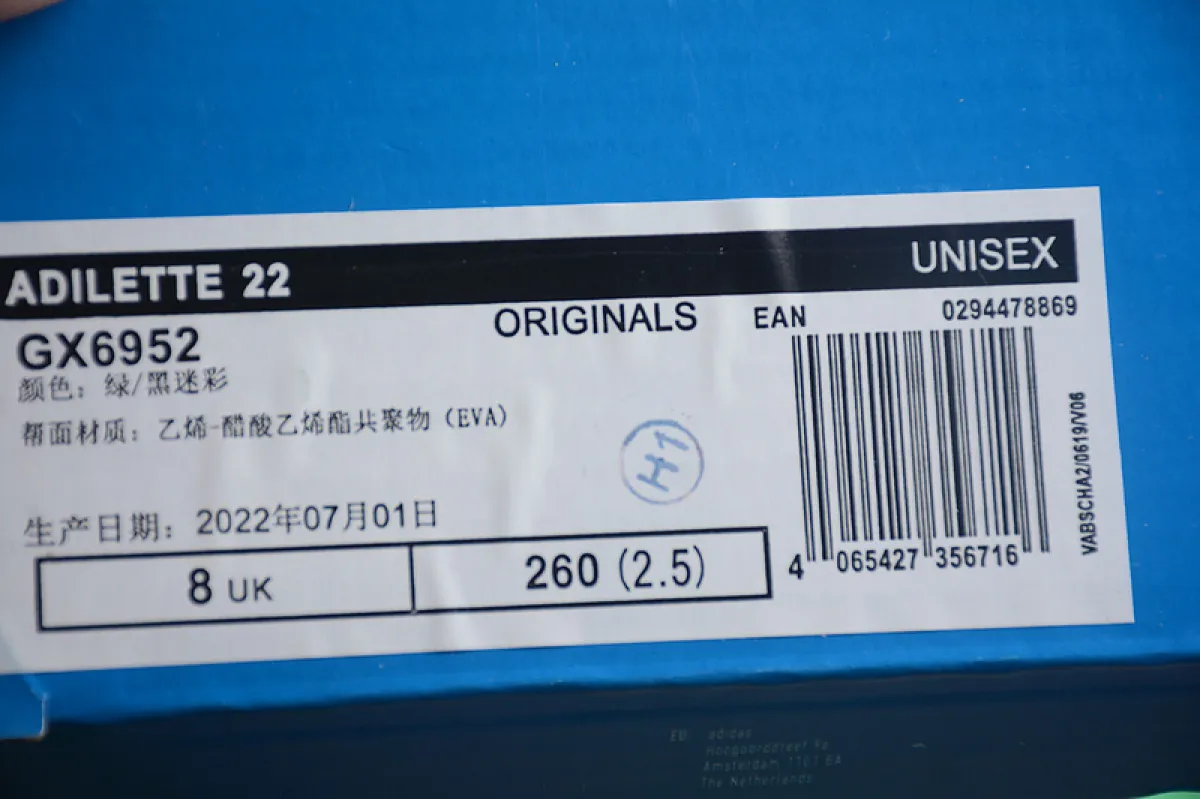 ADILETTE 22 UNISEX
GX6952 ORIGINALS EAN 0294478869
颜色：绿/黑迷彩
帮面材质：乙烯-醋酸乙烯酯共聚物（EVA）
H1
生产日期：2022年07月01日
8 UK 260 (2.5)
4 065427 356716
VABSCHA2/0619/V06
EU adidas
Amsterdam 1101 BA
The Netherlands